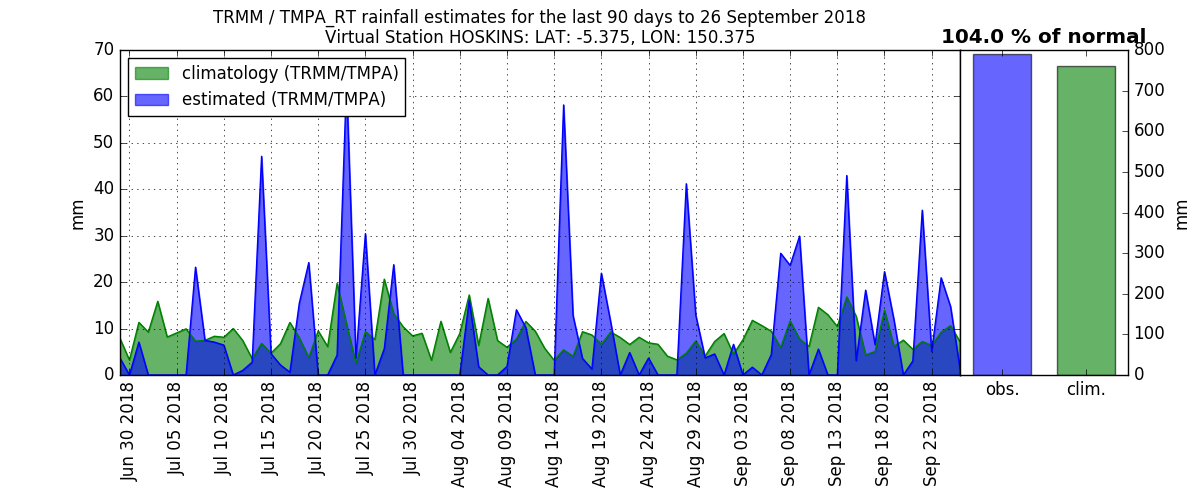 TRMM / TMPA_RT rainfall estimates for the last 90 days to 26 September 2018
Virtual Station HOSKINS: LAT: -5.375, LON: 150.375
104.0 % of normal
climatology (TRMM/TMPA)
estimated (TRMM/TMPA)
70
60
50
40
30
20
10
0
mm
Jun 30 2018
Jul 05 2018
Jul 10 2018
Jul 15 2018
Jul 20 2018
Jul 25 2018
Jul 30 2018
Aug 04 2018
Aug 09 2018
Aug 14 2018
Aug 19 2018
Aug 24 2018
Aug 29 2018
Sep 03 2018
Sep 08 2018
Sep 13 2018
Sep 18 2018
Sep 23 2018
obs.
clim.
800
700
600
500
400
300
200
100
0
mm